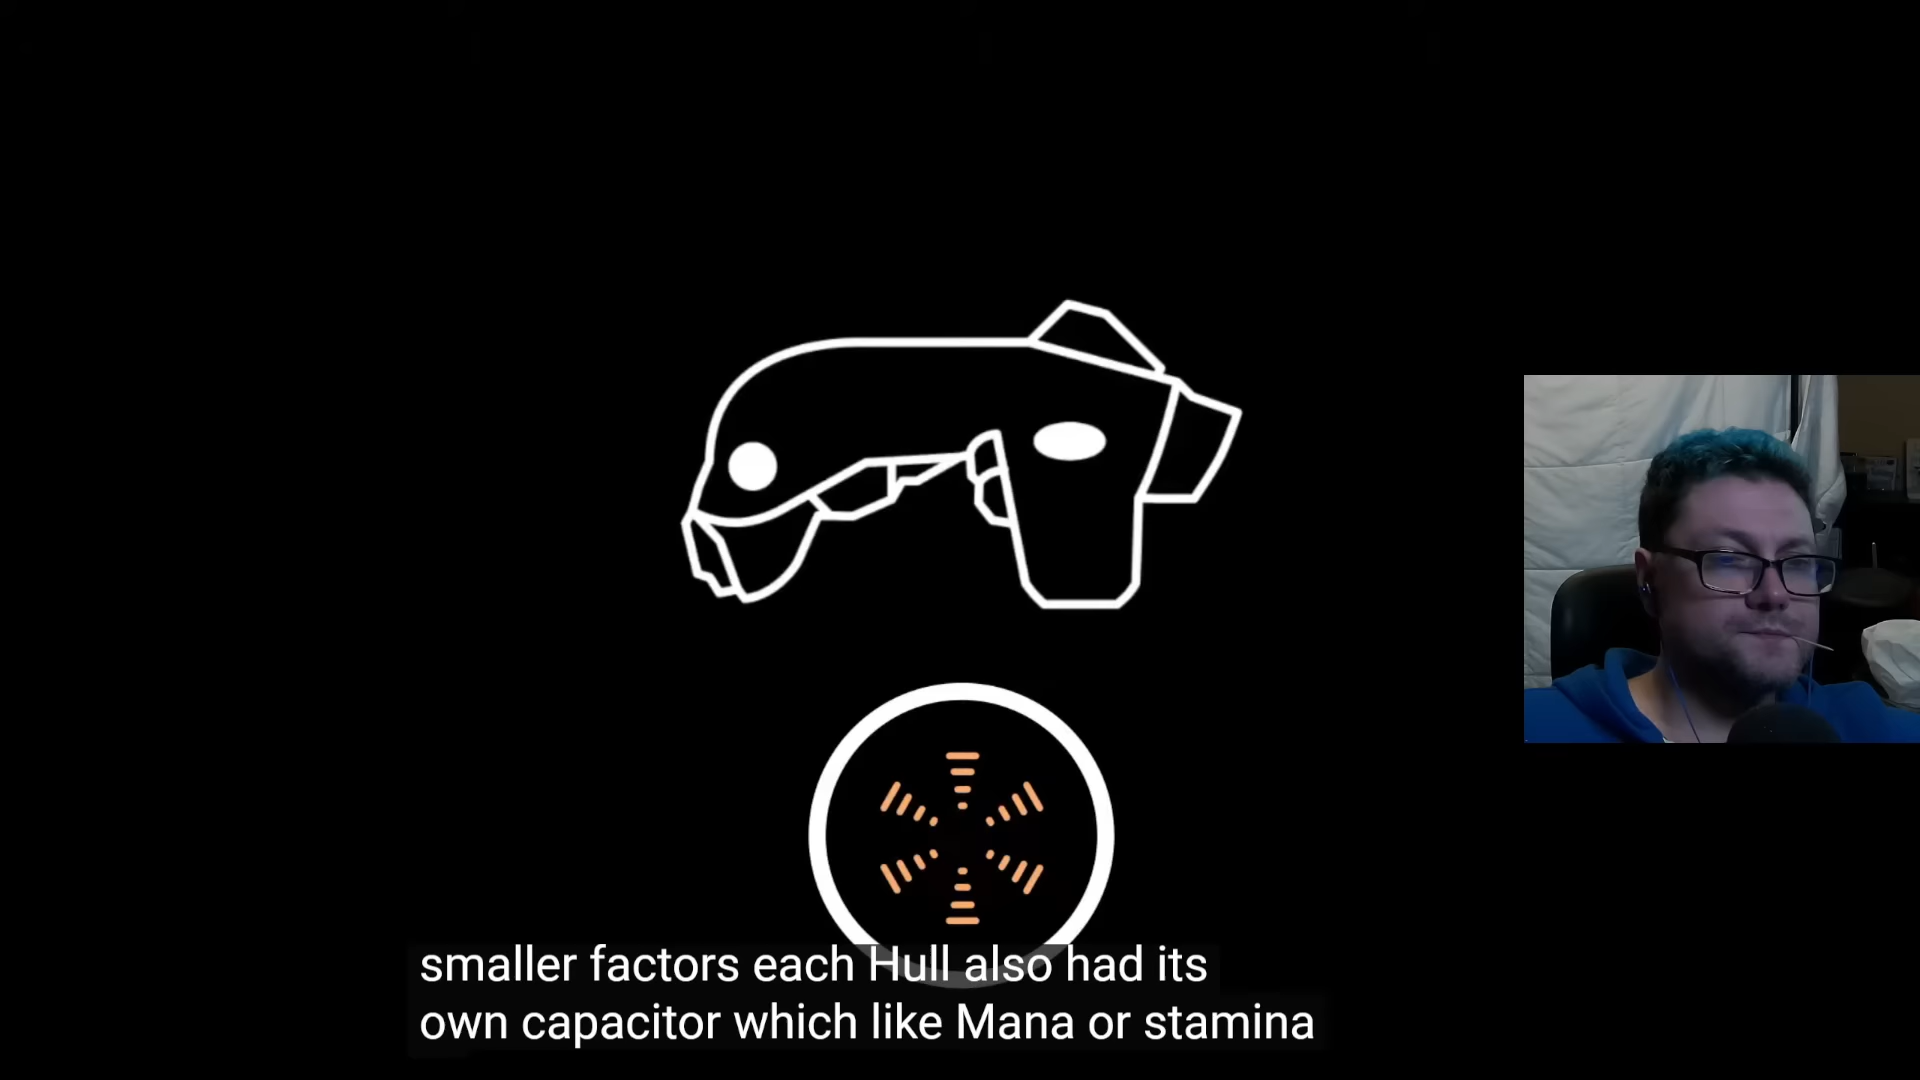 smaller factors each Hull also had its
own capacitor which like Mana or stamina